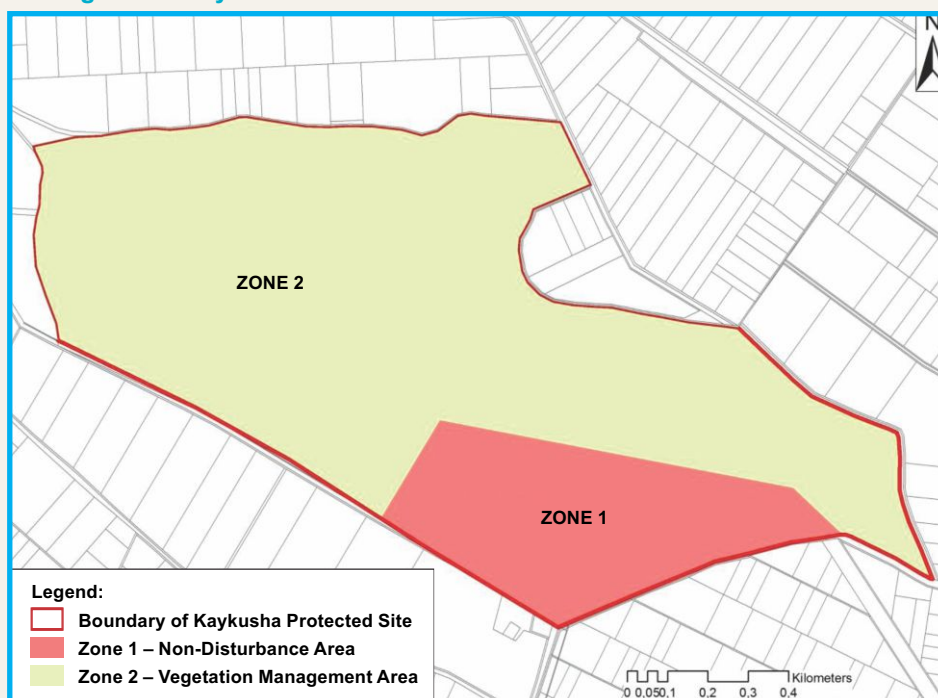 N
ZONE 2
ZONE 1
Legend:
Boundary of Kaykusha Protected Site
Zone 1 – Non-Disturbance Area
Zone 2 – Vegetation Management Area
Kilometers
0 0,050,1 0,2 0,3 0,4